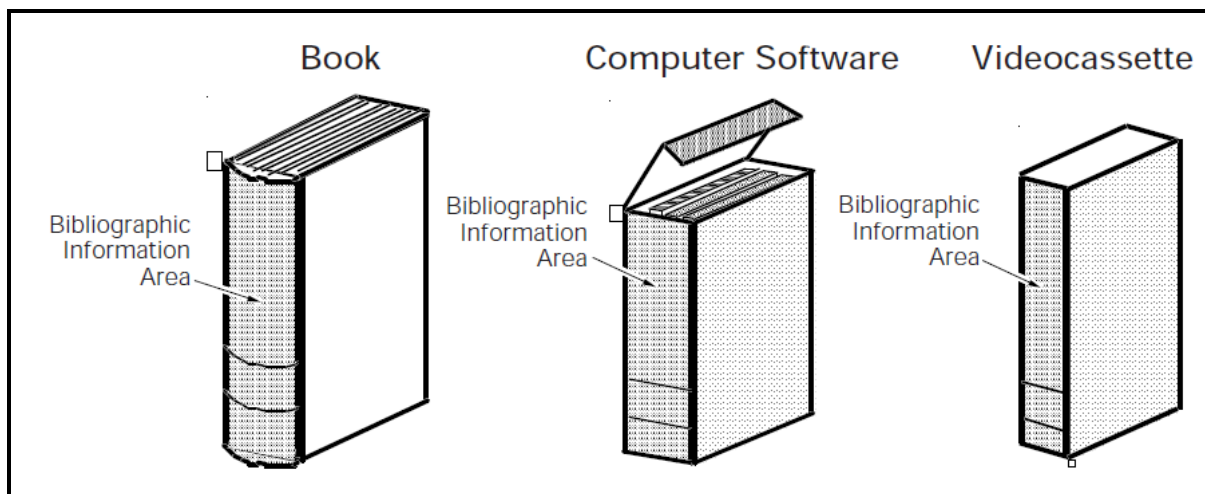 Book
Computer Software
Videocassette
Bibliographic
Information
Area
Bibliographic
Information
Area
Bibliographic
Information
Area